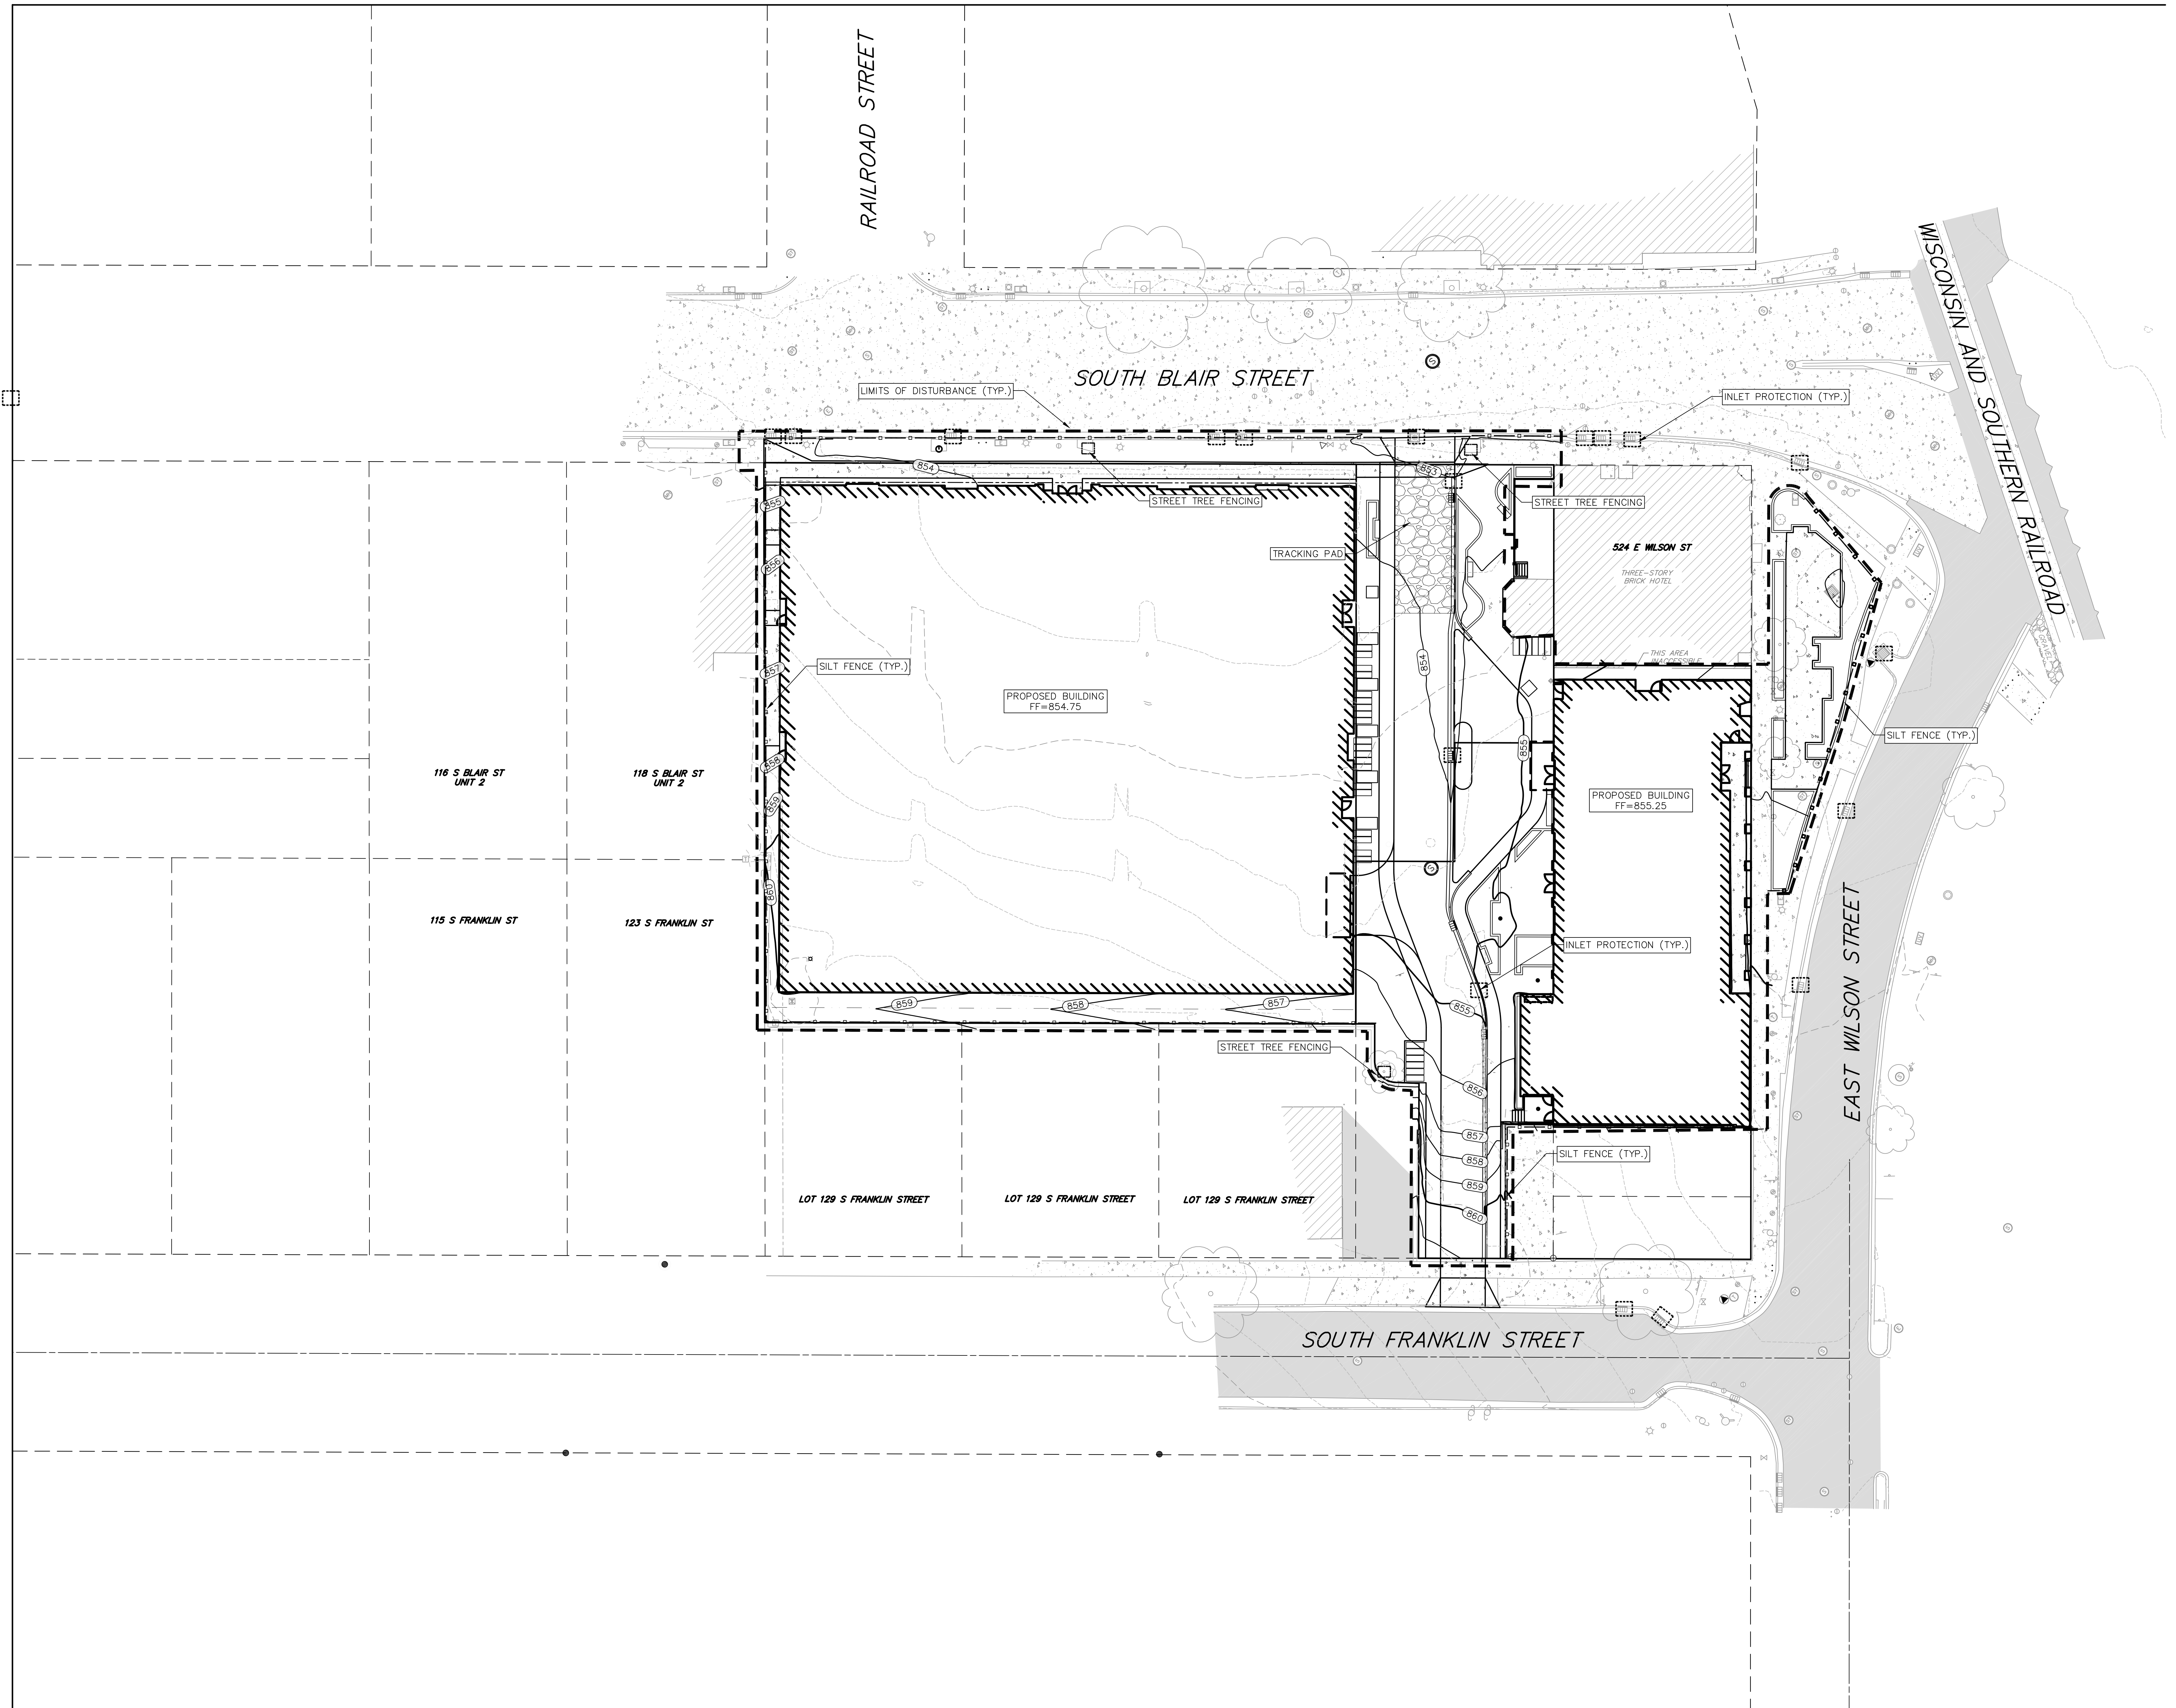 RAILROAD STREET
WISCONSIN AND SOUTHERN RAILROAD
SOUTH BLAIR STREET
LIMITS OF DISTURBANCE (TYP.)
INLET PROTECTION (TYP.)
854
853
STREET TREE FENCING
STREET TREE FENCING
855
TRACKING PAD
524 E WILSON ST
THREE-STORY
BRICK HOTEL
856
GRAVEL
THIS AREA
INACCESSIBLE
854
857
SILT FENCE (TYP.)
PROPOSED BUILDING
FF=854.75
SILT FENCE (TYP.)
855
858
116 S BLAIR ST
UNIT 2
118 S BLAIR ST
UNIT 2
859
PROPOSED BUILDING
FF=855.25
860
115 S FRANKLIN ST
123 S FRANKLIN ST
INLET PROTECTION (TYP.)
EAST WILSON STREET
859
858
857
855
STREET TREE FENCING
856
857
SILT FENCE (TYP.)
858
859
LOT 129 S FRANKLIN STREET
LOT 129 S FRANKLIN STREET
LOT 129 S FRANKLIN STREET
860
SOUTH FRANKLIN STREET